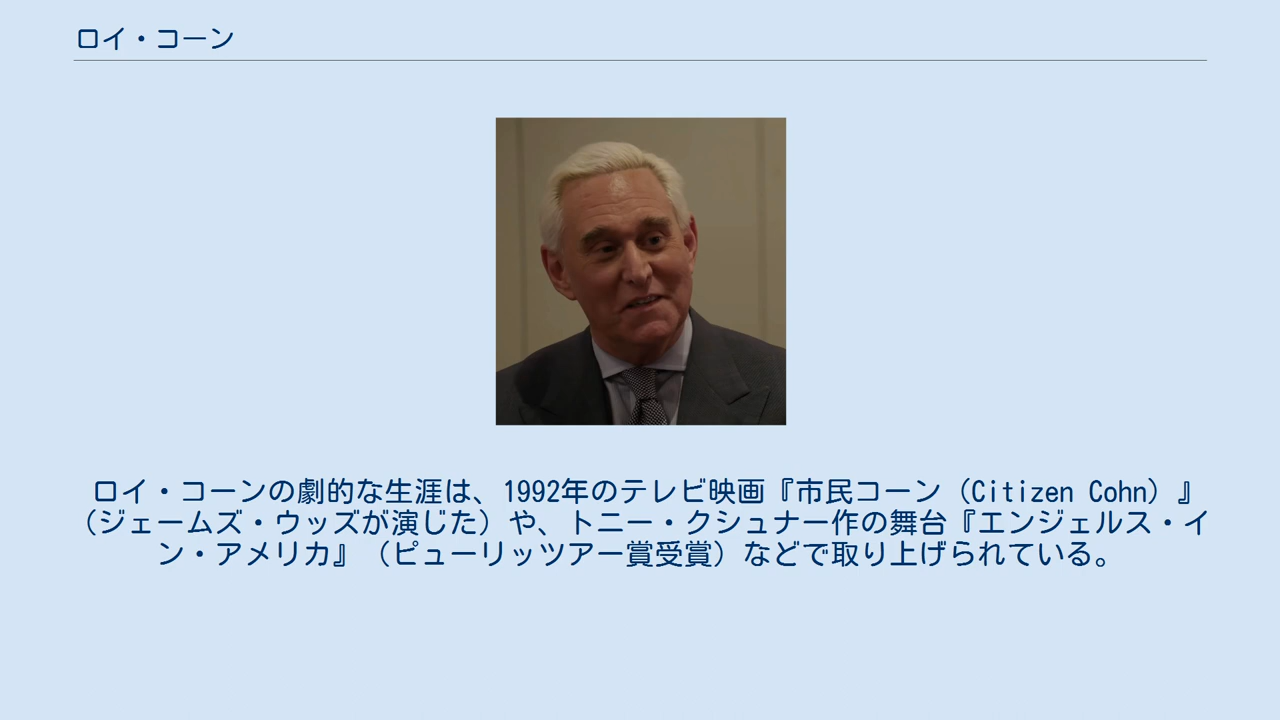 ロイ・コーン
ロイ・コーンの劇的な生涯は、1992年のテレビ映画『市民コーン（Citizen Cohn）』
（ジェームズ・ウッズが演じた）や、トニー・クシュナー作の舞台『エンジェルス・イ
ン・アメリカ』（ピューリッツアー賞受賞）などで取り上げられている。